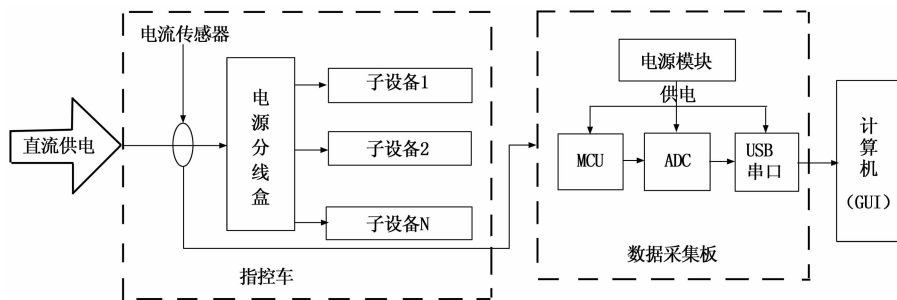 电流传感器
直流供电
电源分线盒
子设备1
子设备2
子设备N
指控车
电源模块
供电
MCU
ADC
USB
串口
数据采集板
计算机
（GUI）